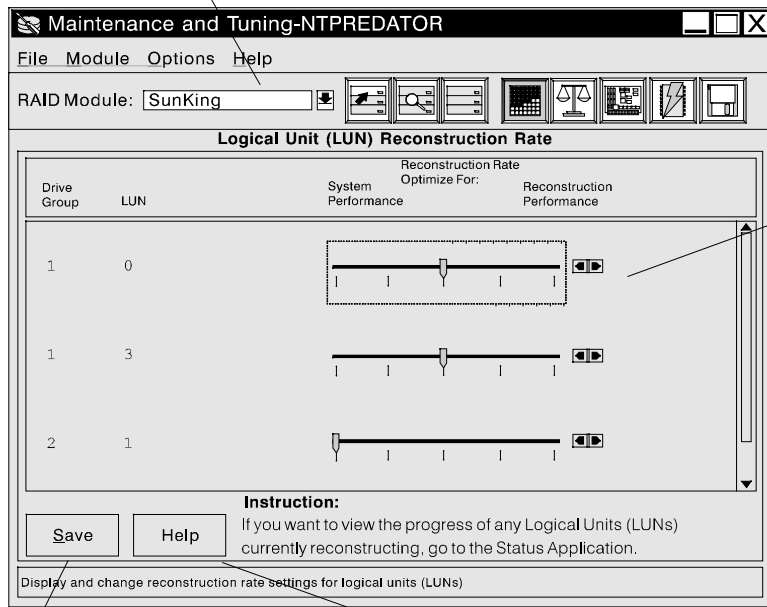 Maintenance and Tuning-NTPREDATOR
File Module Options Help
RAID Module: SunKing
Logical Unit (LUN) Reconstruction Rate
Reconstruction Rate
Optimize For:
Drive Group LUN System Performance Reconstruction Performance
1 0
1 3
2 1
Instruction:
If you want to view the progress of any Logical Units (LUNs)
currently reconstructing, go to the Status Application.
Save Help
Display and change reconstruction rate settings for logical units (LUNs)